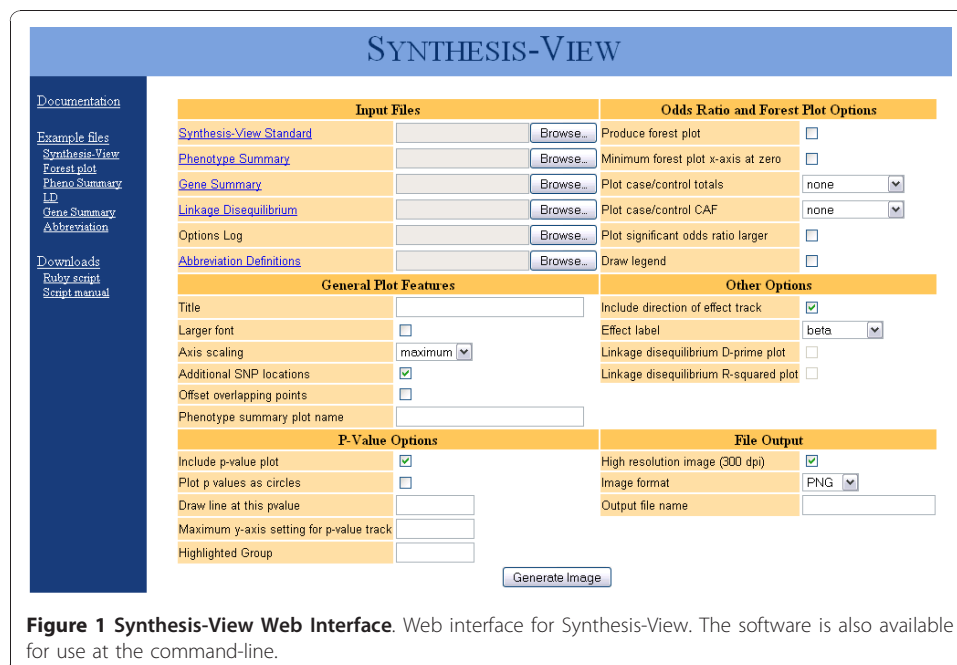 SYNTHESIS-VIEW
Documentation
Example files
Synthesis-View
Forest plot
Pheno Summary
LD
Gene Summary
Abbreviation
Downloads
Ruby script
Script manual
Input Files
Synthesis-View Standard Browse...
Phenotype Summary Browse...
Gene Summary Browse...
Linkage Disequilibrium Browse...
Options Log Browse...
Abbreviation Definitions Browse...
Odds Ratio and Forest Plot Options
Produce forest plot
Minimum forest plot x-axis at zero
Plot case/control totals none
Plot case/control CAF none
Plot significant odds ratio larger
Draw legend
General Plot Features
Title
Larger font
Axis scaling maximum
Additional SNP locations
Offset overlapping points
Phenotype summary plot name
Other Options
Include direction of effect track
Effect label beta
Linkage disequilibrium D-prime plot
Linkage disequilibrium R-squared plot
P-Value Options
Include p-value plot
Plot p values as circles
Draw line at this pvalue
Maximum y-axis setting for p-value track
Highlighted Group
File Output
High resolution image (300 dpi)
Image format PNG
Output file name
Generate Image
Figure 1 Synthesis-View Web Interface. Web interface for Synthesis-View. The software is also available
for use at the command-line.